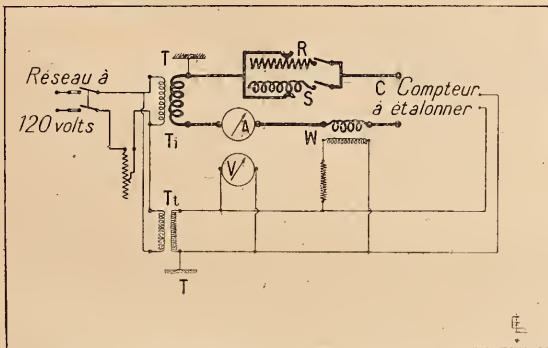 T
R
Réseau à
S
C Compteur
à étalonner
120 volts
A
W
Ti
V
Tt
T